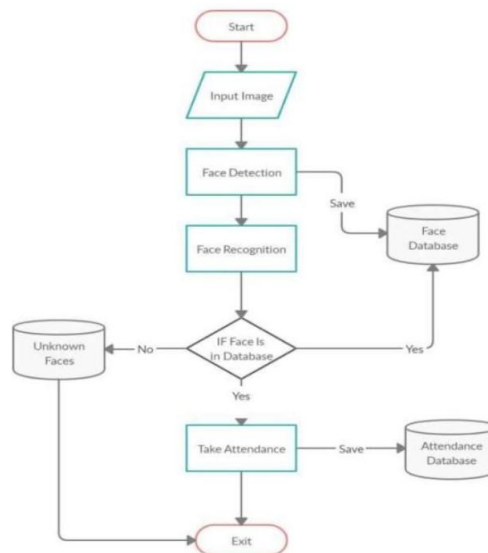 Start
Input Image
Face Detection
Save
Face
Database
Face Recognition
IF Face Is
in Database
Unknown
Faces
No
Yes
Yes
Take Attendance
Save
Attendance
Database
Exit